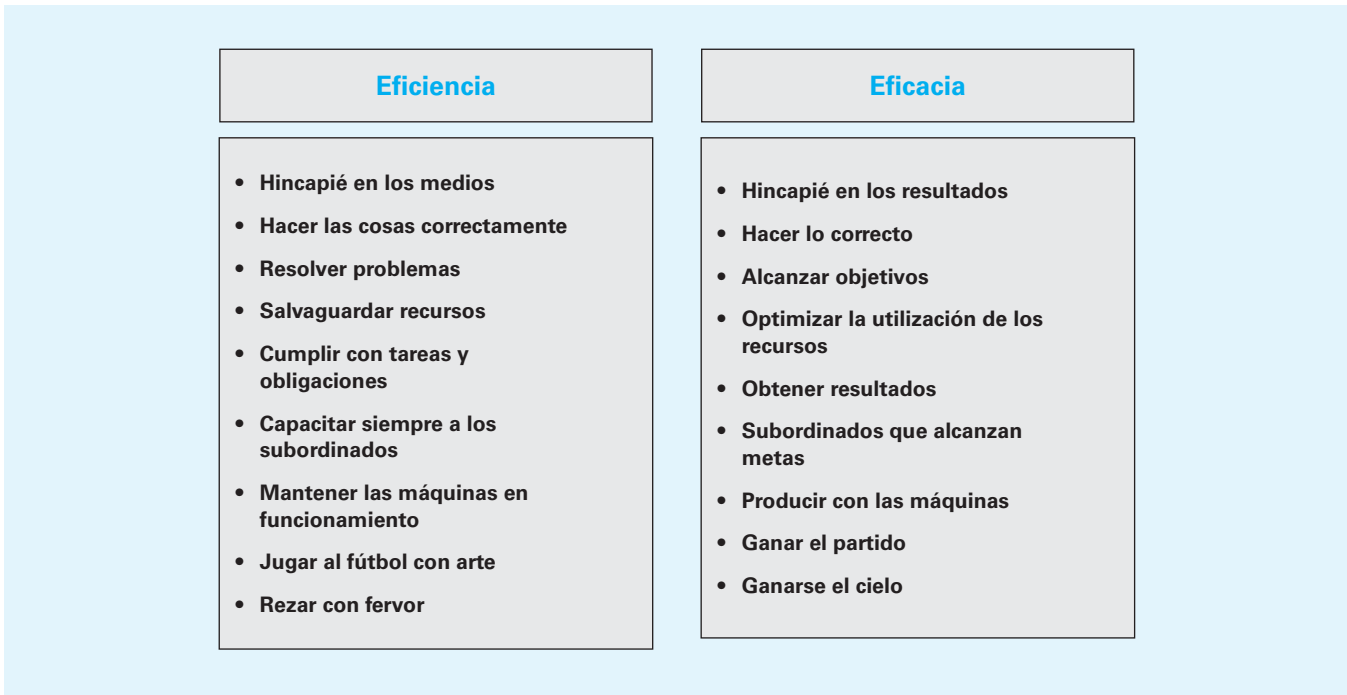 Eficiencia
• Hincapié en los medios
• Hacer las cosas correctamente
• Resolver problemas
• Salvaguardar recursos
• Cumplir con tareas y
obligaciones
• Capacitar siempre a los
subordinados
• Mantener las máquinas en
funcionamiento
• Jugar al fútbol con arte
• Rezar con fervor
Eficacia
• Hincapié en los resultados
• Hacer lo correcto
• Alcanzar objetivos
• Optimizar la utilización de los
recursos
• Obtener resultados
• Subordinados que alcanzan
metas
• Producir con las máquinas
• Ganar el partido
• Ganarse el cielo